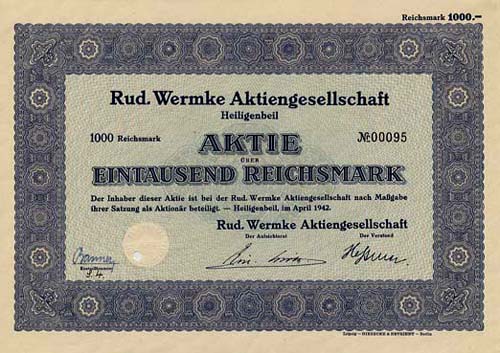 Reichsmark 1000.–
Rud. Wermke Aktiengesellschaft
Heiligenbeil
1000 Reichsmark
AKTIE
№ 00095
ÜBER
EINTAUSEND REICHSMARK
Der Inhaber dieser Aktie ist bei der Rud. Wermke Aktiengesellschaft nach Maßgabe
ihrer Satzung als Aktionär beteiligt. — Heiligenbeil, im April 1942.
Rud. Wermke Aktiengesellschaft
Der Aufsichtsrat
Der Vorstand
Leipzig – GIESECKE & DEVRIENT – Berlin